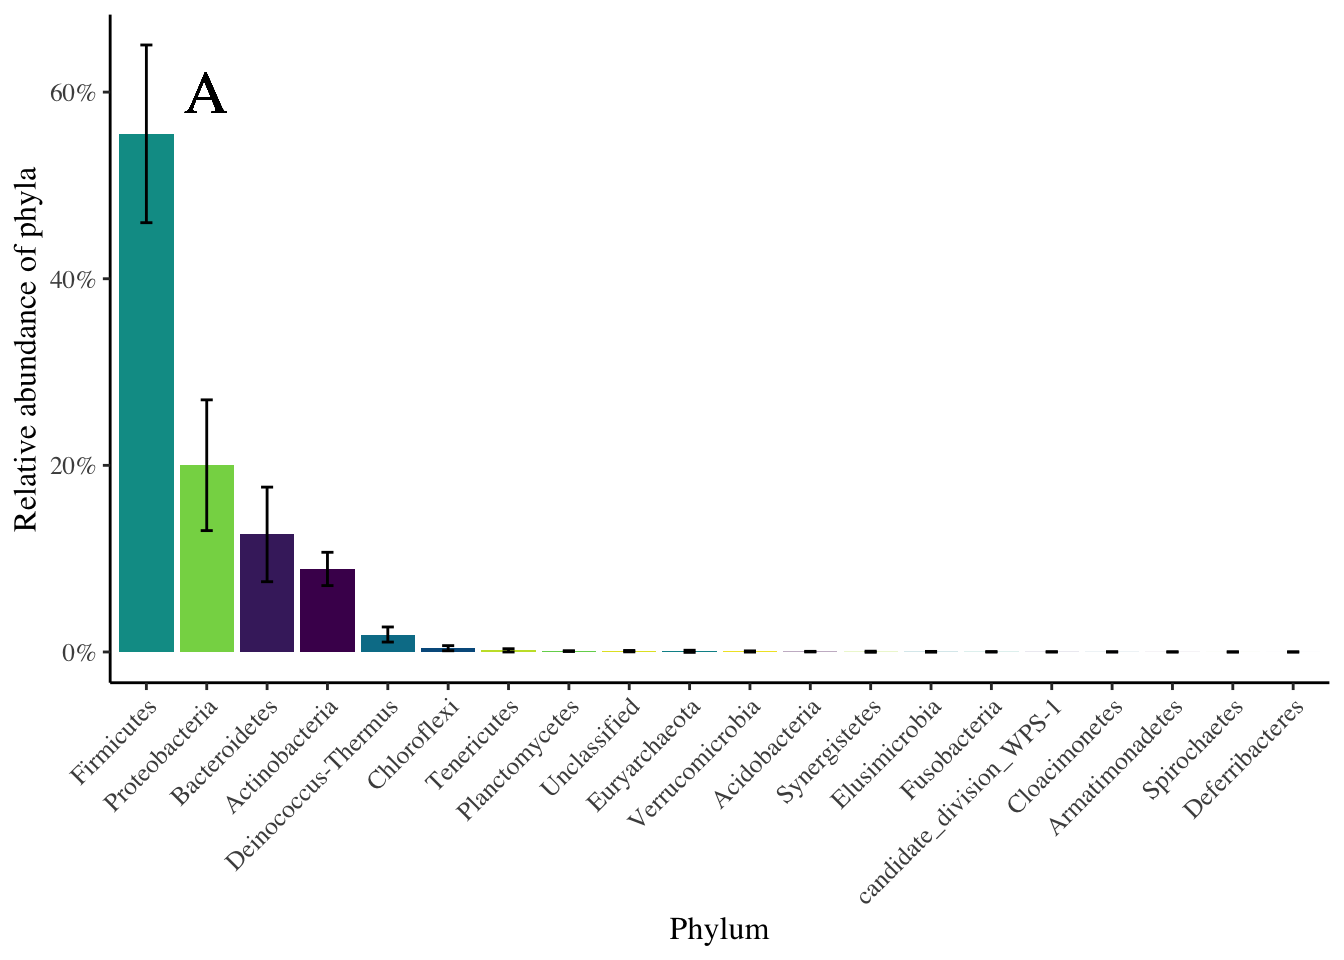 A
Relative abundance of phyla
60%
40%
20%
0%
Firmicutes
Proteobacteria
Bacteroidetes
Actinobacteria
Deinococcus-Thermus
Chloroflexi
Tenericutes
Planctomycetes
Unclassified
Euryarchaeota
Verrucomicrobia
Acidobacteria
Synergistetes
Elusimicrobia
Fusobacteria
candidate_division_WPS-1
Cloacimonetes
Armatimonadetes
Spirochaetes
Deferribacteres
Phylum